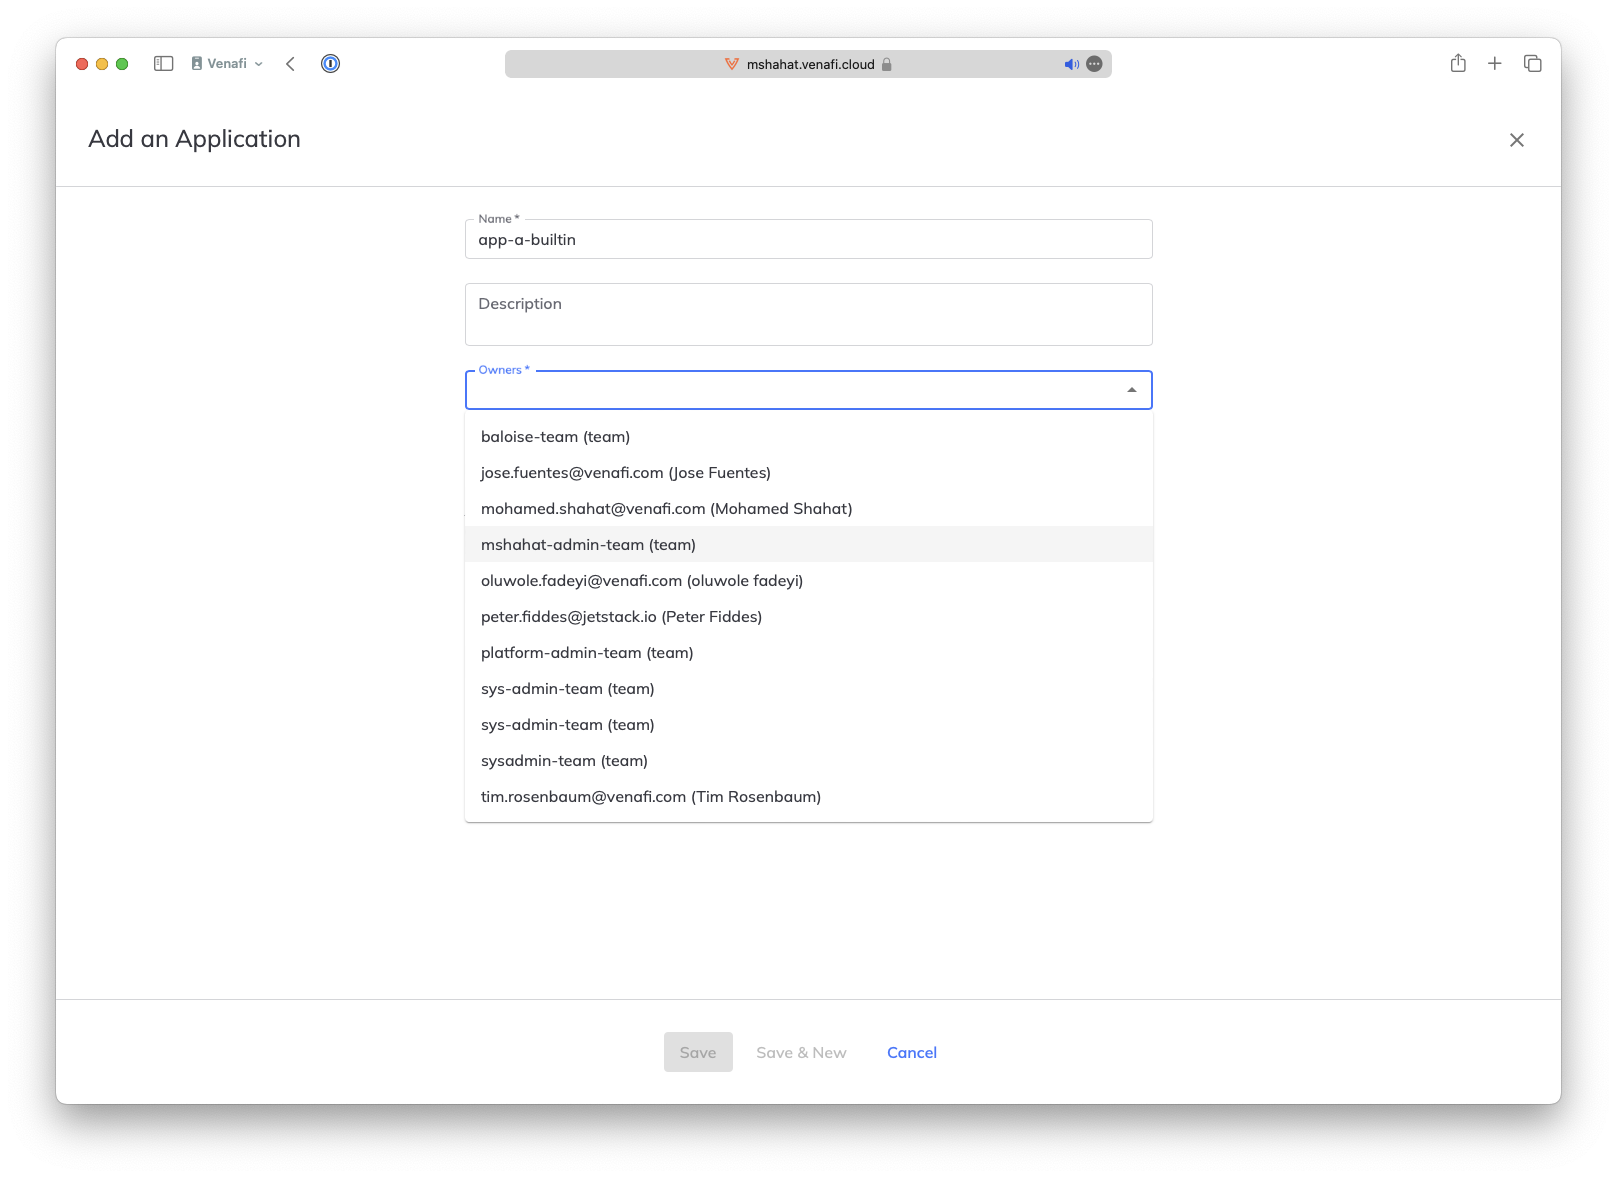 Venafi
mshahat.venafi.cloud
Add an Application
Name *
app-a-builtin
Description
Owners *
baloise-team (team)
jose.fuentes@venafi.com (Jose Fuentes)
mohamed.shahat@venafi.com (Mohamed Shahat)
mshahat-admin-team (team)
oluwole.fadeyi@venafi.com (oluwole fadeyi)
peter.fiddes@jetstack.io (Peter Fiddes)
platform-admin-team (team)
sys-admin-team (team)
sys-admin-team (team)
sysadmin-team (team)
tim.rosenbaum@venafi.com (Tim Rosenbaum)
Save Save & New Cancel